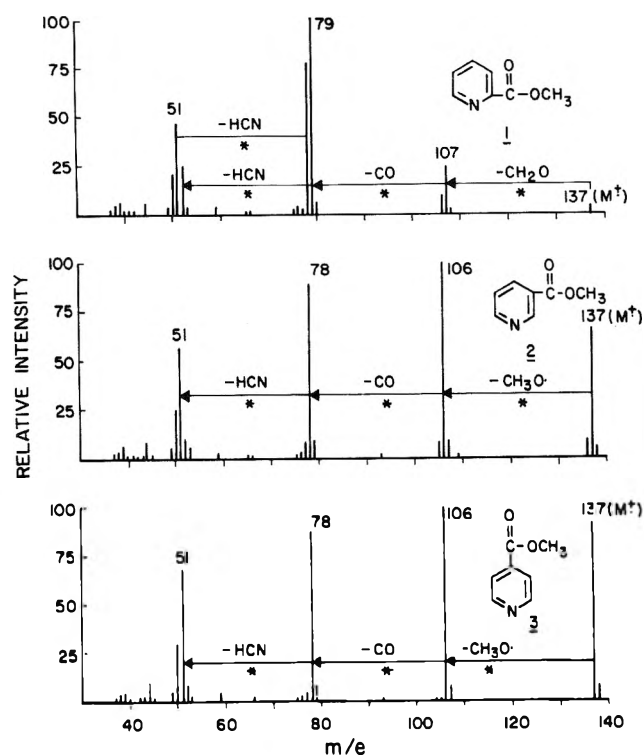 RELATIVE INTENSITY
100
75
50
25
79
51
107
137 (M‡)
-HCN
*
-HCN
*
-CO
*
-CH₂O
*
O
C-OCH₃
N
1
100
75
50
25
51
78
106
137 (M‡)
-HCN
*
-CO
*
-CH₃O·
*
O
C-OCH₃
N
2
100
75
50
25
51
78
106
137 (M‡)
-HCN
*
-CO
*
-CH₃O·
*
O
C-OCH₃
N
3
40 60 80 100 120 140
m/e